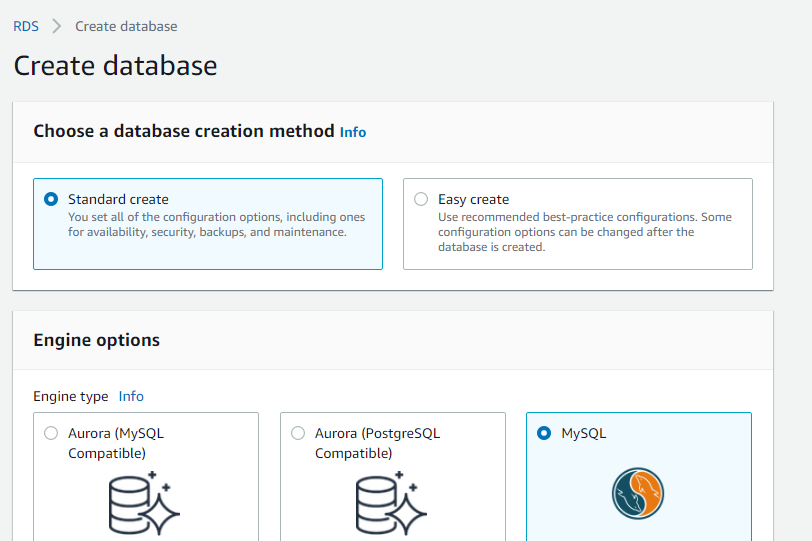 RDS Create database
Create database
Choose a database creation method Info
Standard create
You set all of the configuration options, including ones
for availability, security, backups, and maintenance.
Easy create
Use recommended best-practice configurations. Some
configuration options can be changed after the
database is created.
Engine options
Engine type Info
Aurora (MySQL
Compatible)
Aurora (PostgreSQL
Compatible)
MySQL